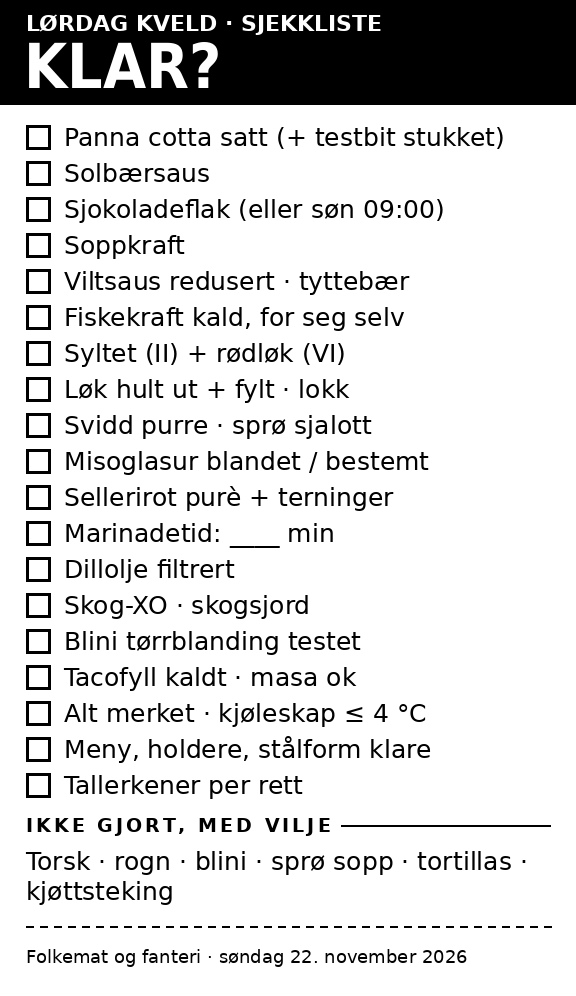 LØRDAG KVELD · SJEKKLISTE
KLAR?
Panna cotta satt (+ testbit stukket)
Solbærsaus
Sjokoladeflak (eller søn 09:00)
Soppkraft
Viltsaus redusert · tyttebær
Fiskekraft kald, for seg selv
Syltet (II) + rødløk (VI)
Løk hult ut + fylt · lokk
Svidd purre · sprø sjalott
Misoglasur blandet / bestemt
Sellerirot purè + terninger
Marinadetid: ____ min
Dillolje filtrert
Skog-XO · skogsjord
Blini tørrblanding testet
Tacofyll kaldt · masa ok
Alt merket · kjøleskap ≤ 4 °C
Meny, holdere, stålform klare
Tallerkener per rett
IKKE GJORT, MED VILJE
Torsk · rogn · blini · sprø sopp · tortillas ·
kjøttsteking
Folkemat og fanteri · søndag 22. november 2026